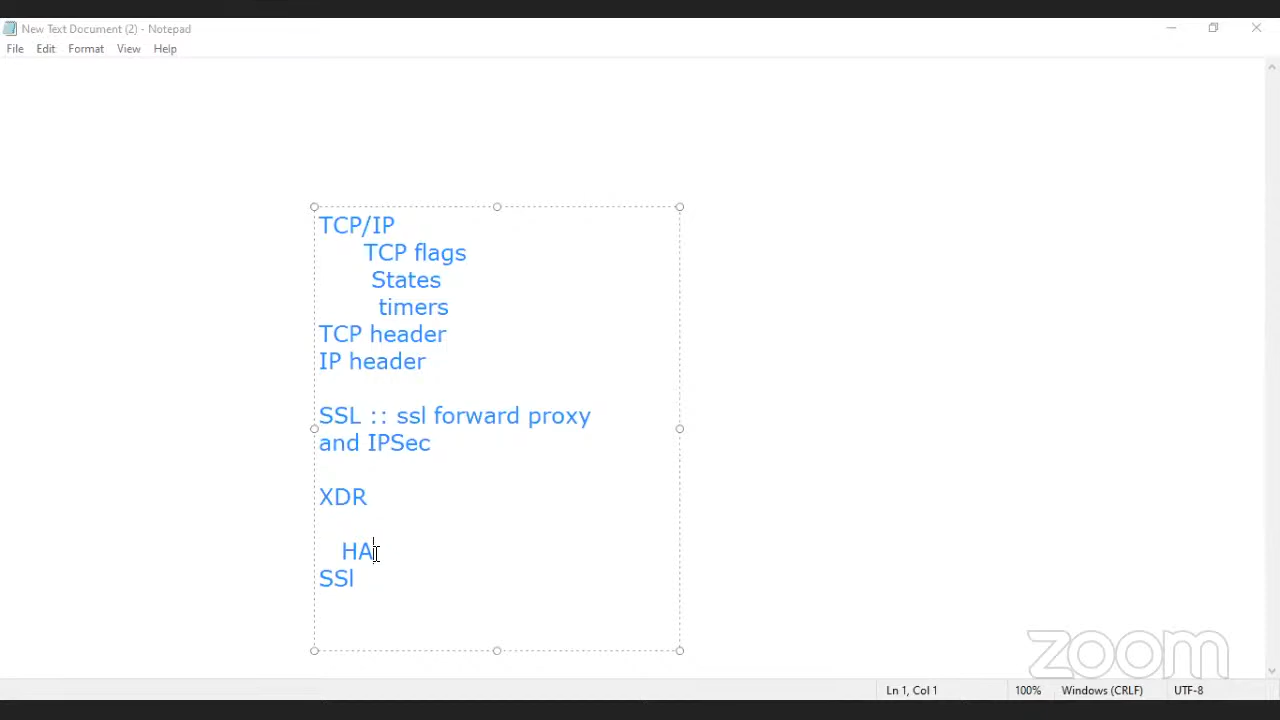 New Text Document (2) - Notepad
File Edit Format View Help
TCP/IP
TCP flags
States
timers
TCP header
IP header
SSL :: ssl forward proxy
and IPSec
XDR
HA
SSl
zoom
Ln 1, Col 1 100% Windows (CRLF) UTF-8